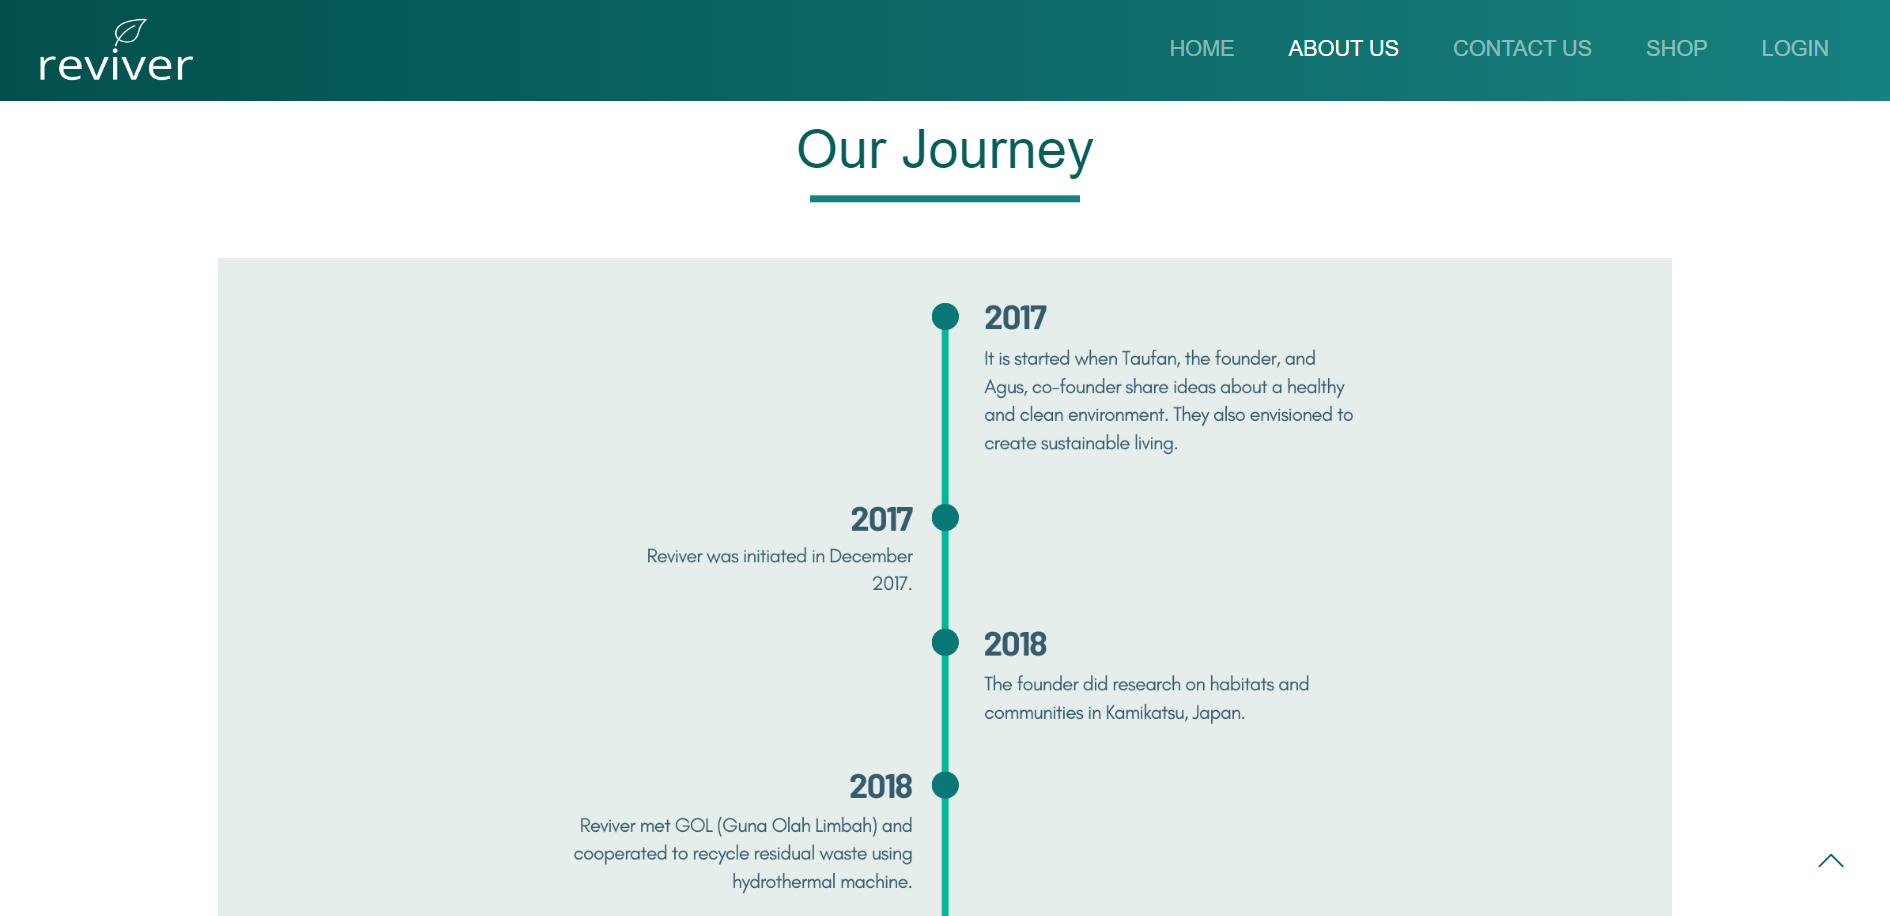 reviver
HOME
ABOUT US
CONTACT US
SHOP
LOGIN
Our Journey
2017
It is started when Taufan, the founder, and
Agus, co-founder share ideas about a healthy
and clean environment. They also envisioned to
create sustainable living.
2017
Reviver was initiated in December
2017.
2018
The founder did research on habitats and
communities in Kamikatsu, Japan.
2018
Reviver met GOL (Guna Olah Limbah) and
cooperated to recycle residual waste using
hydrothermal machine.